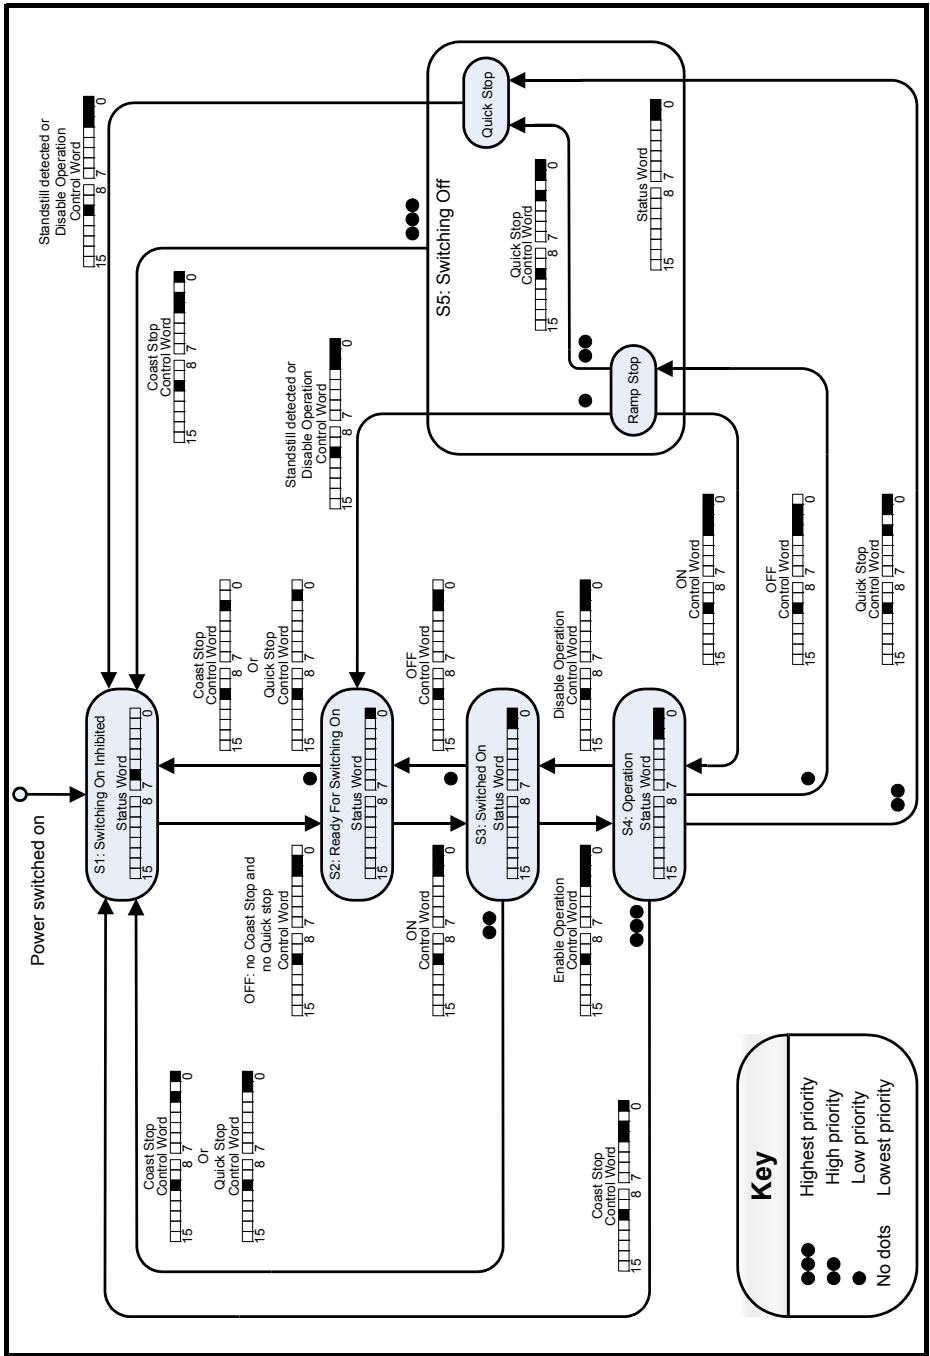 Power switched on
Standstill detected or
Disable Operation
Control Word
15 8 7 0
S1: Switching On Inhibited
Status Word
15 8 7 0
Coast Stop
Control Word
15 8 7 0
Or
Quick Stop
Control Word
15 8 7 0
Coast Stop
Control Word
15 8 7 0
Coast Stop
Control Word
15 8 7 0
Or
Quick Stop
Control Word
15 8 7 0
OFF: no Coast Stop and
no Quick stop
Control Word
15 8 7 0
Standstill detected or
Disable Operation
Control Word
15 8 7 0
S2: Ready For Switching On
Status Word
15 8 7 0
ON
Control Word
15 8 7 0
OFF
Control Word
15 8 7 0
S5: Switching Off
Quick Stop
S3: Switched On
Status Word
15 8 7 0
Quick Stop
Control Word
15 8 7 0
Enable Operation
Control Word
15 8 7 0
Disable Operation
Control Word
15 8 7 0
Coast Stop
Control Word
15 8 7 0
S4: Operation
Status Word
15 8 7 0
Ramp Stop
Status Word
15 8 7 0
ON
Control Word
15 8 7 0
OFF
Control Word
15 8 7 0
Quick Stop
Control Word
15 8 7 0
Key
Highest priority
High priority
Low priority
No dots Lowest priority